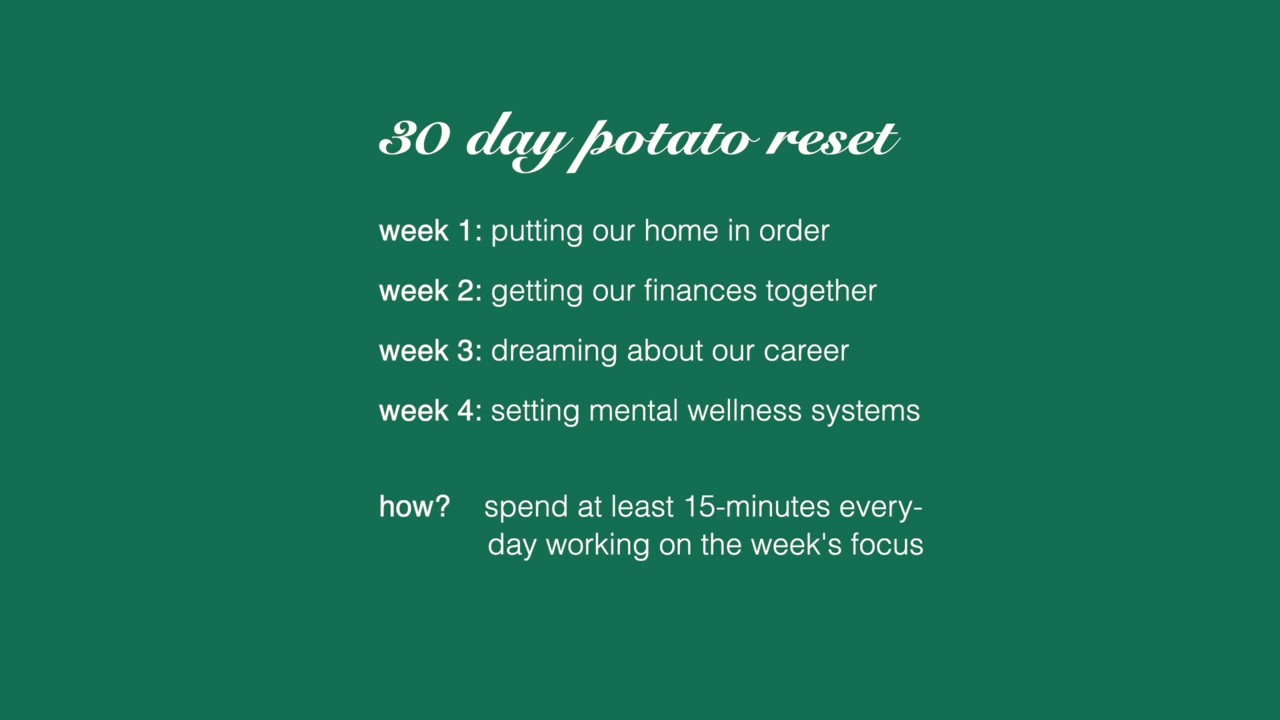 30 day potato reset
week 1: putting our home in order
week 2: getting our finances together
week 3: dreaming about our career
week 4: setting mental wellness systems
how? spend at least 15-minutes every-
day working on the week's focus